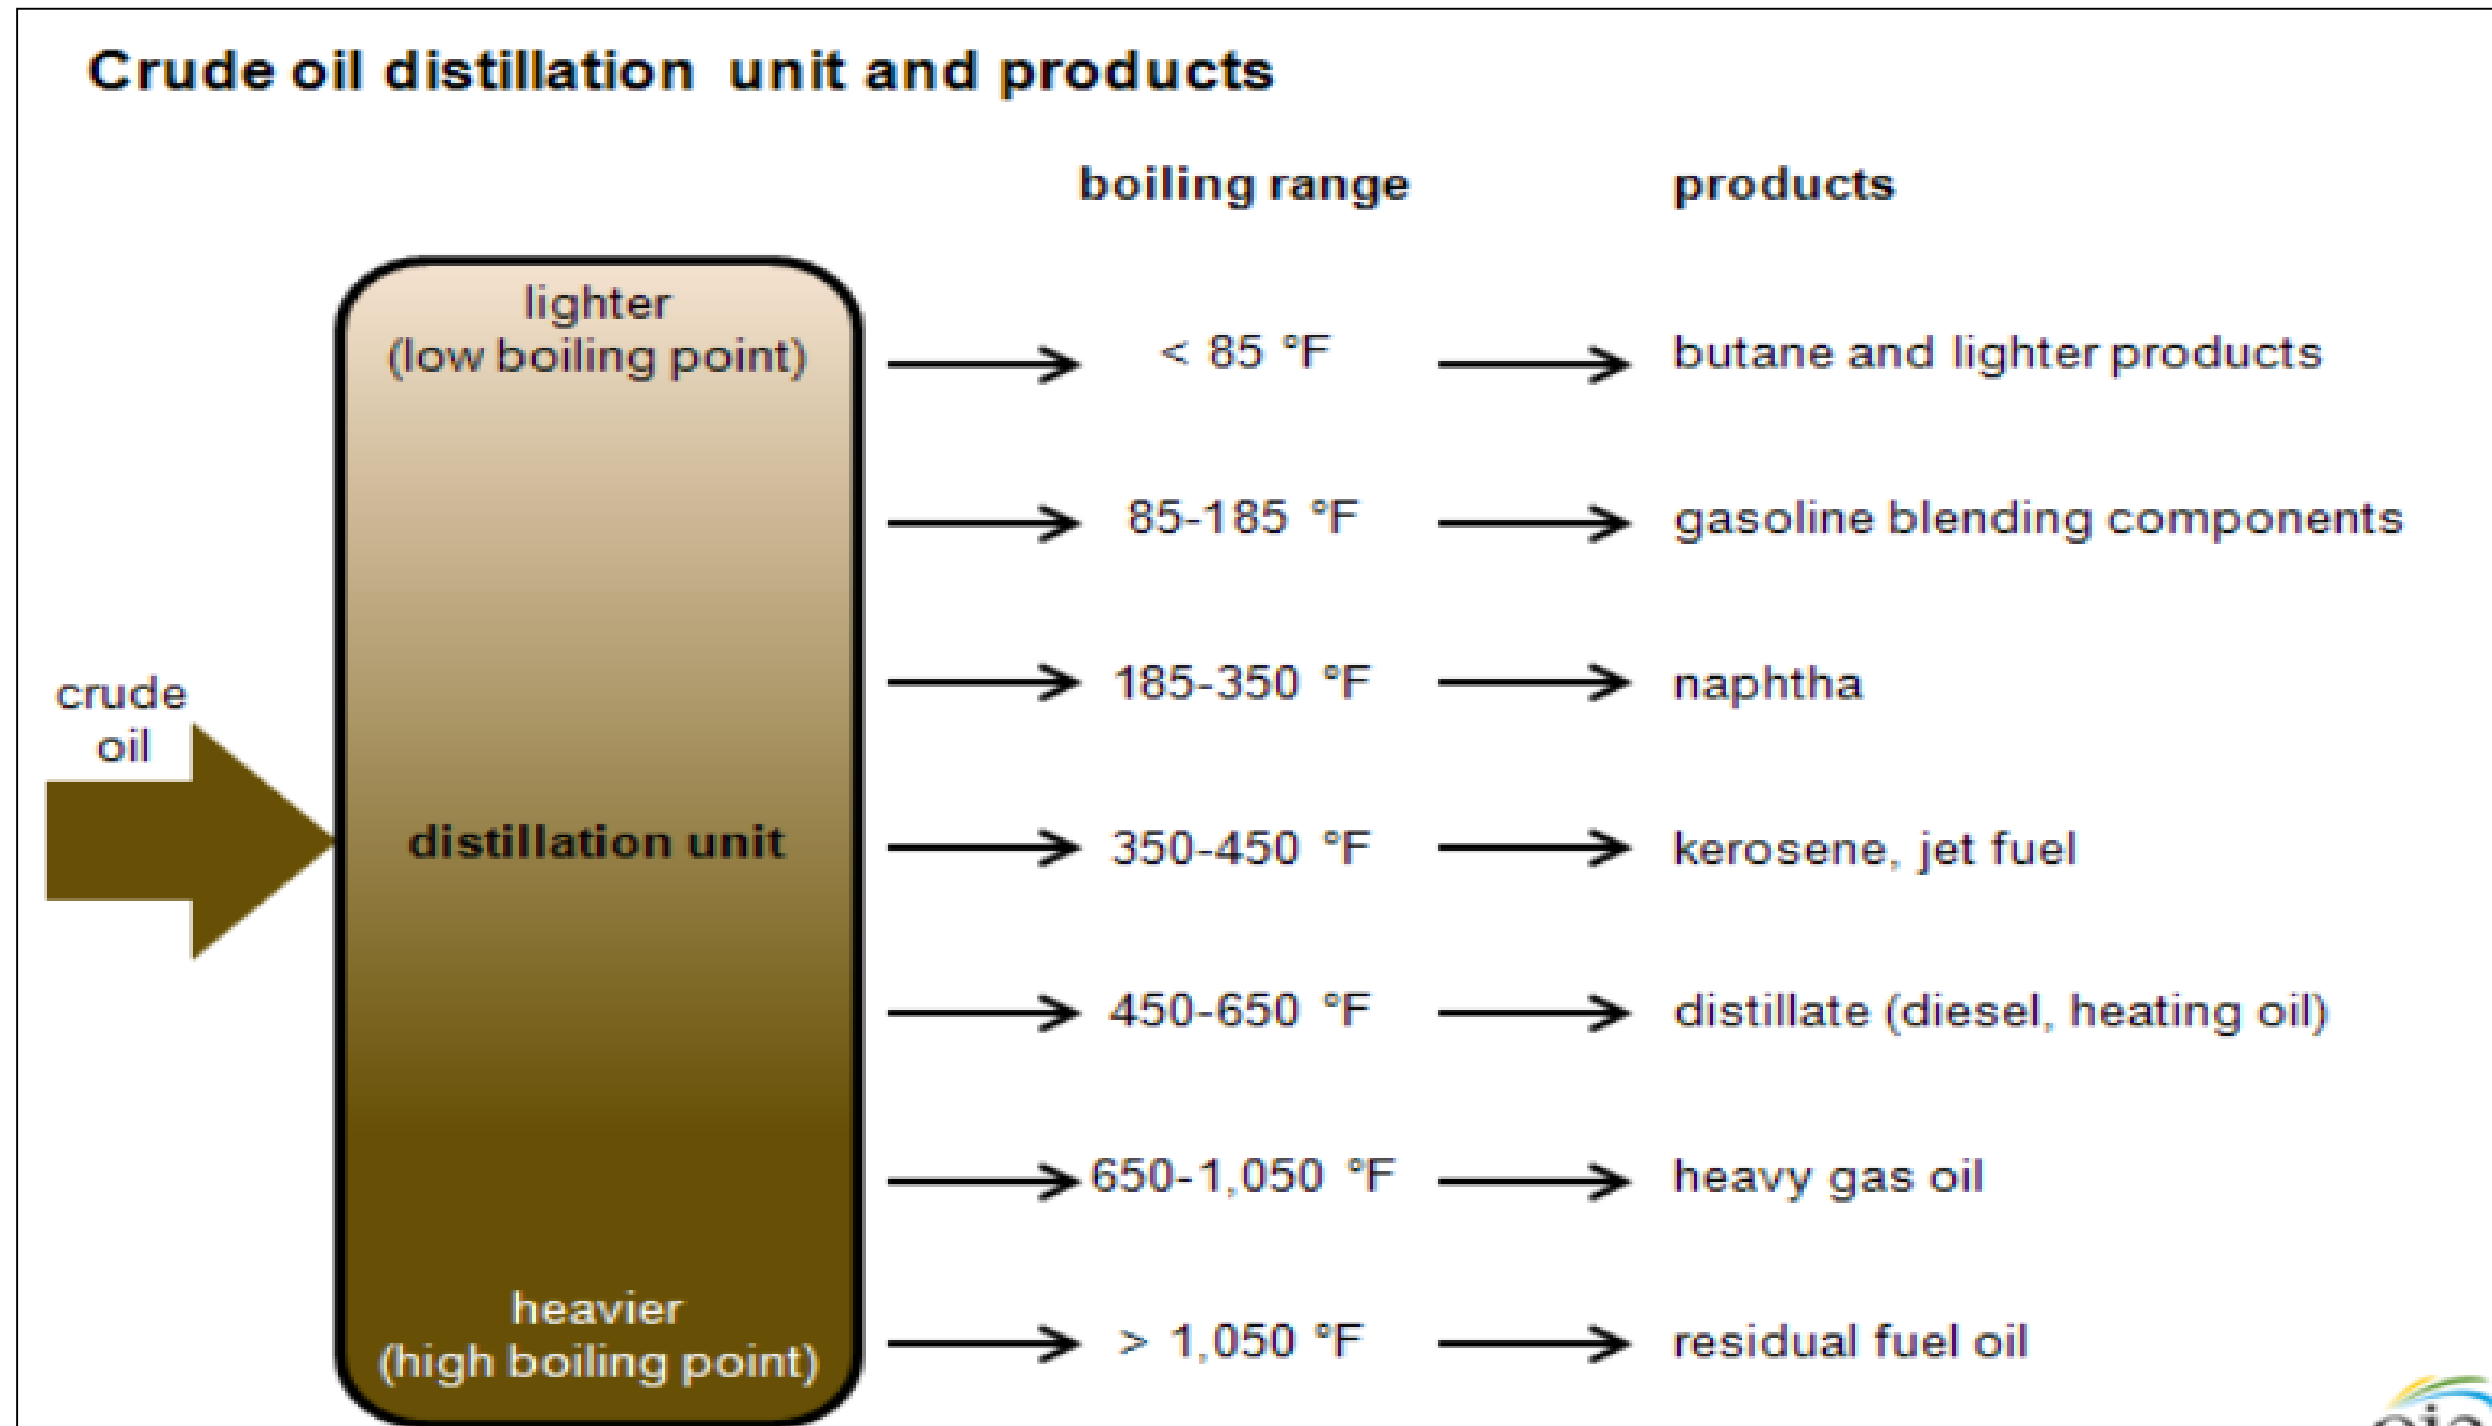 Crude oil distillation unit and products
boiling range
products
lighter
(low boiling point)
< 85 °F
butane and lighter products
85-185 °F
gasoline blending components
185-350 °F
naphtha
crude
oil
distillation unit
350-450 °F
kerosene, jet fuel
450-650 °F
distillate (diesel, heating oil)
650-1,050 °F
heavy gas oil
heavier
(high boiling point)
> 1,050 °F
residual fuel oil